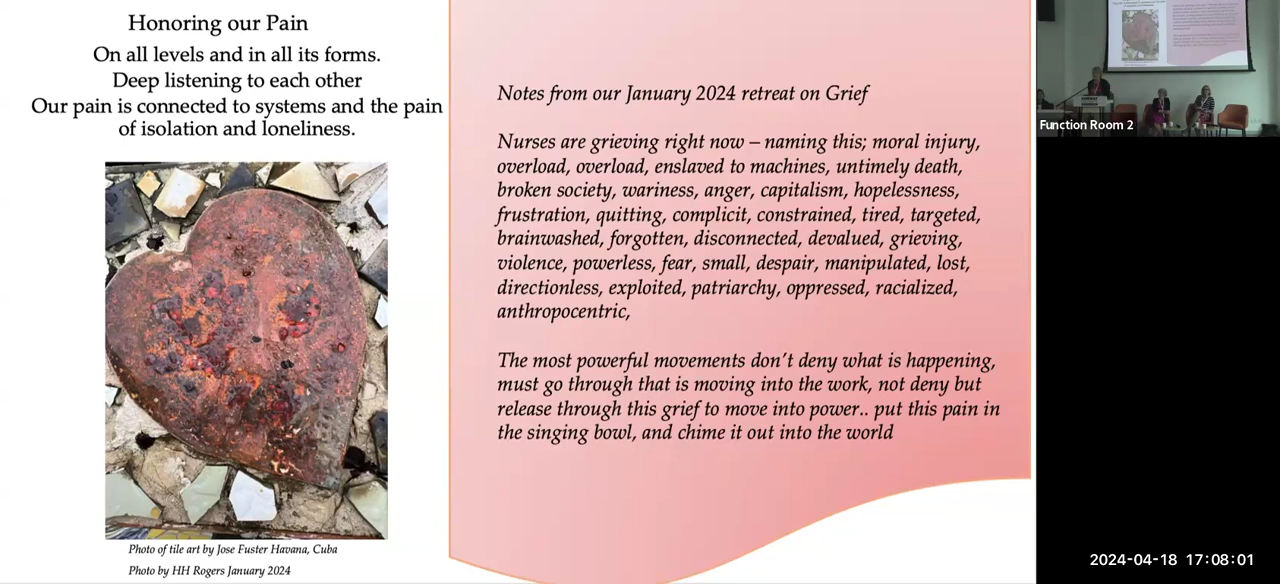 Honoring our Pain
On all levels and in all its forms.
Deep listening to each other
Our pain is connected to systems and the pain
of isolation and loneliness.
Photo of tile art by Jose Fuster Havana, Cuba
Photo by HH Rogers January 2024
Notes from our January 2024 retreat on Grief
Nurses are grieving right now – naming this; moral injury,
overload, overload, enslaved to machines, untimely death,
broken society, wariness, anger, capitalism, hopelessness,
frustration, quitting, complicit, constrained, tired, targeted,
brainwashed, forgotten, disconnected, devalued, grieving,
violence, powerless, fear, small, despair, manipulated, lost,
directionless, exploited, patriarchy, oppressed, racialized,
anthropocentric,
The most powerful movements don't deny what is happening,
must go through that is moving into the work, not deny but
release through this grief to move into power.. put this pain in
the singing bowl, and chime it out into the world
Function Room 2
2024-04-18 17:08:01